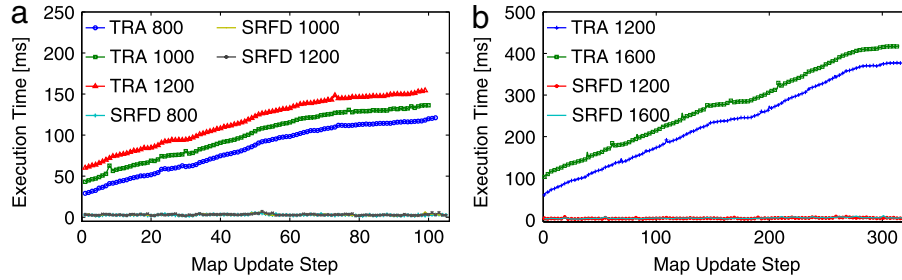 a
Execution Time [ms]
250
200
150
100
50
0
TRA 800
TRA 1000
TRA 1200
SRFD 800
SRFD 1000
SRFD 1200
0 20 40 60 80 100
Map Update Step
b
Execution Time [ms]
500
400
300
200
100
0
TRA 1200
TRA 1600
SRFD 1200
SRFD 1600
0 100 200 300
Map Update Step